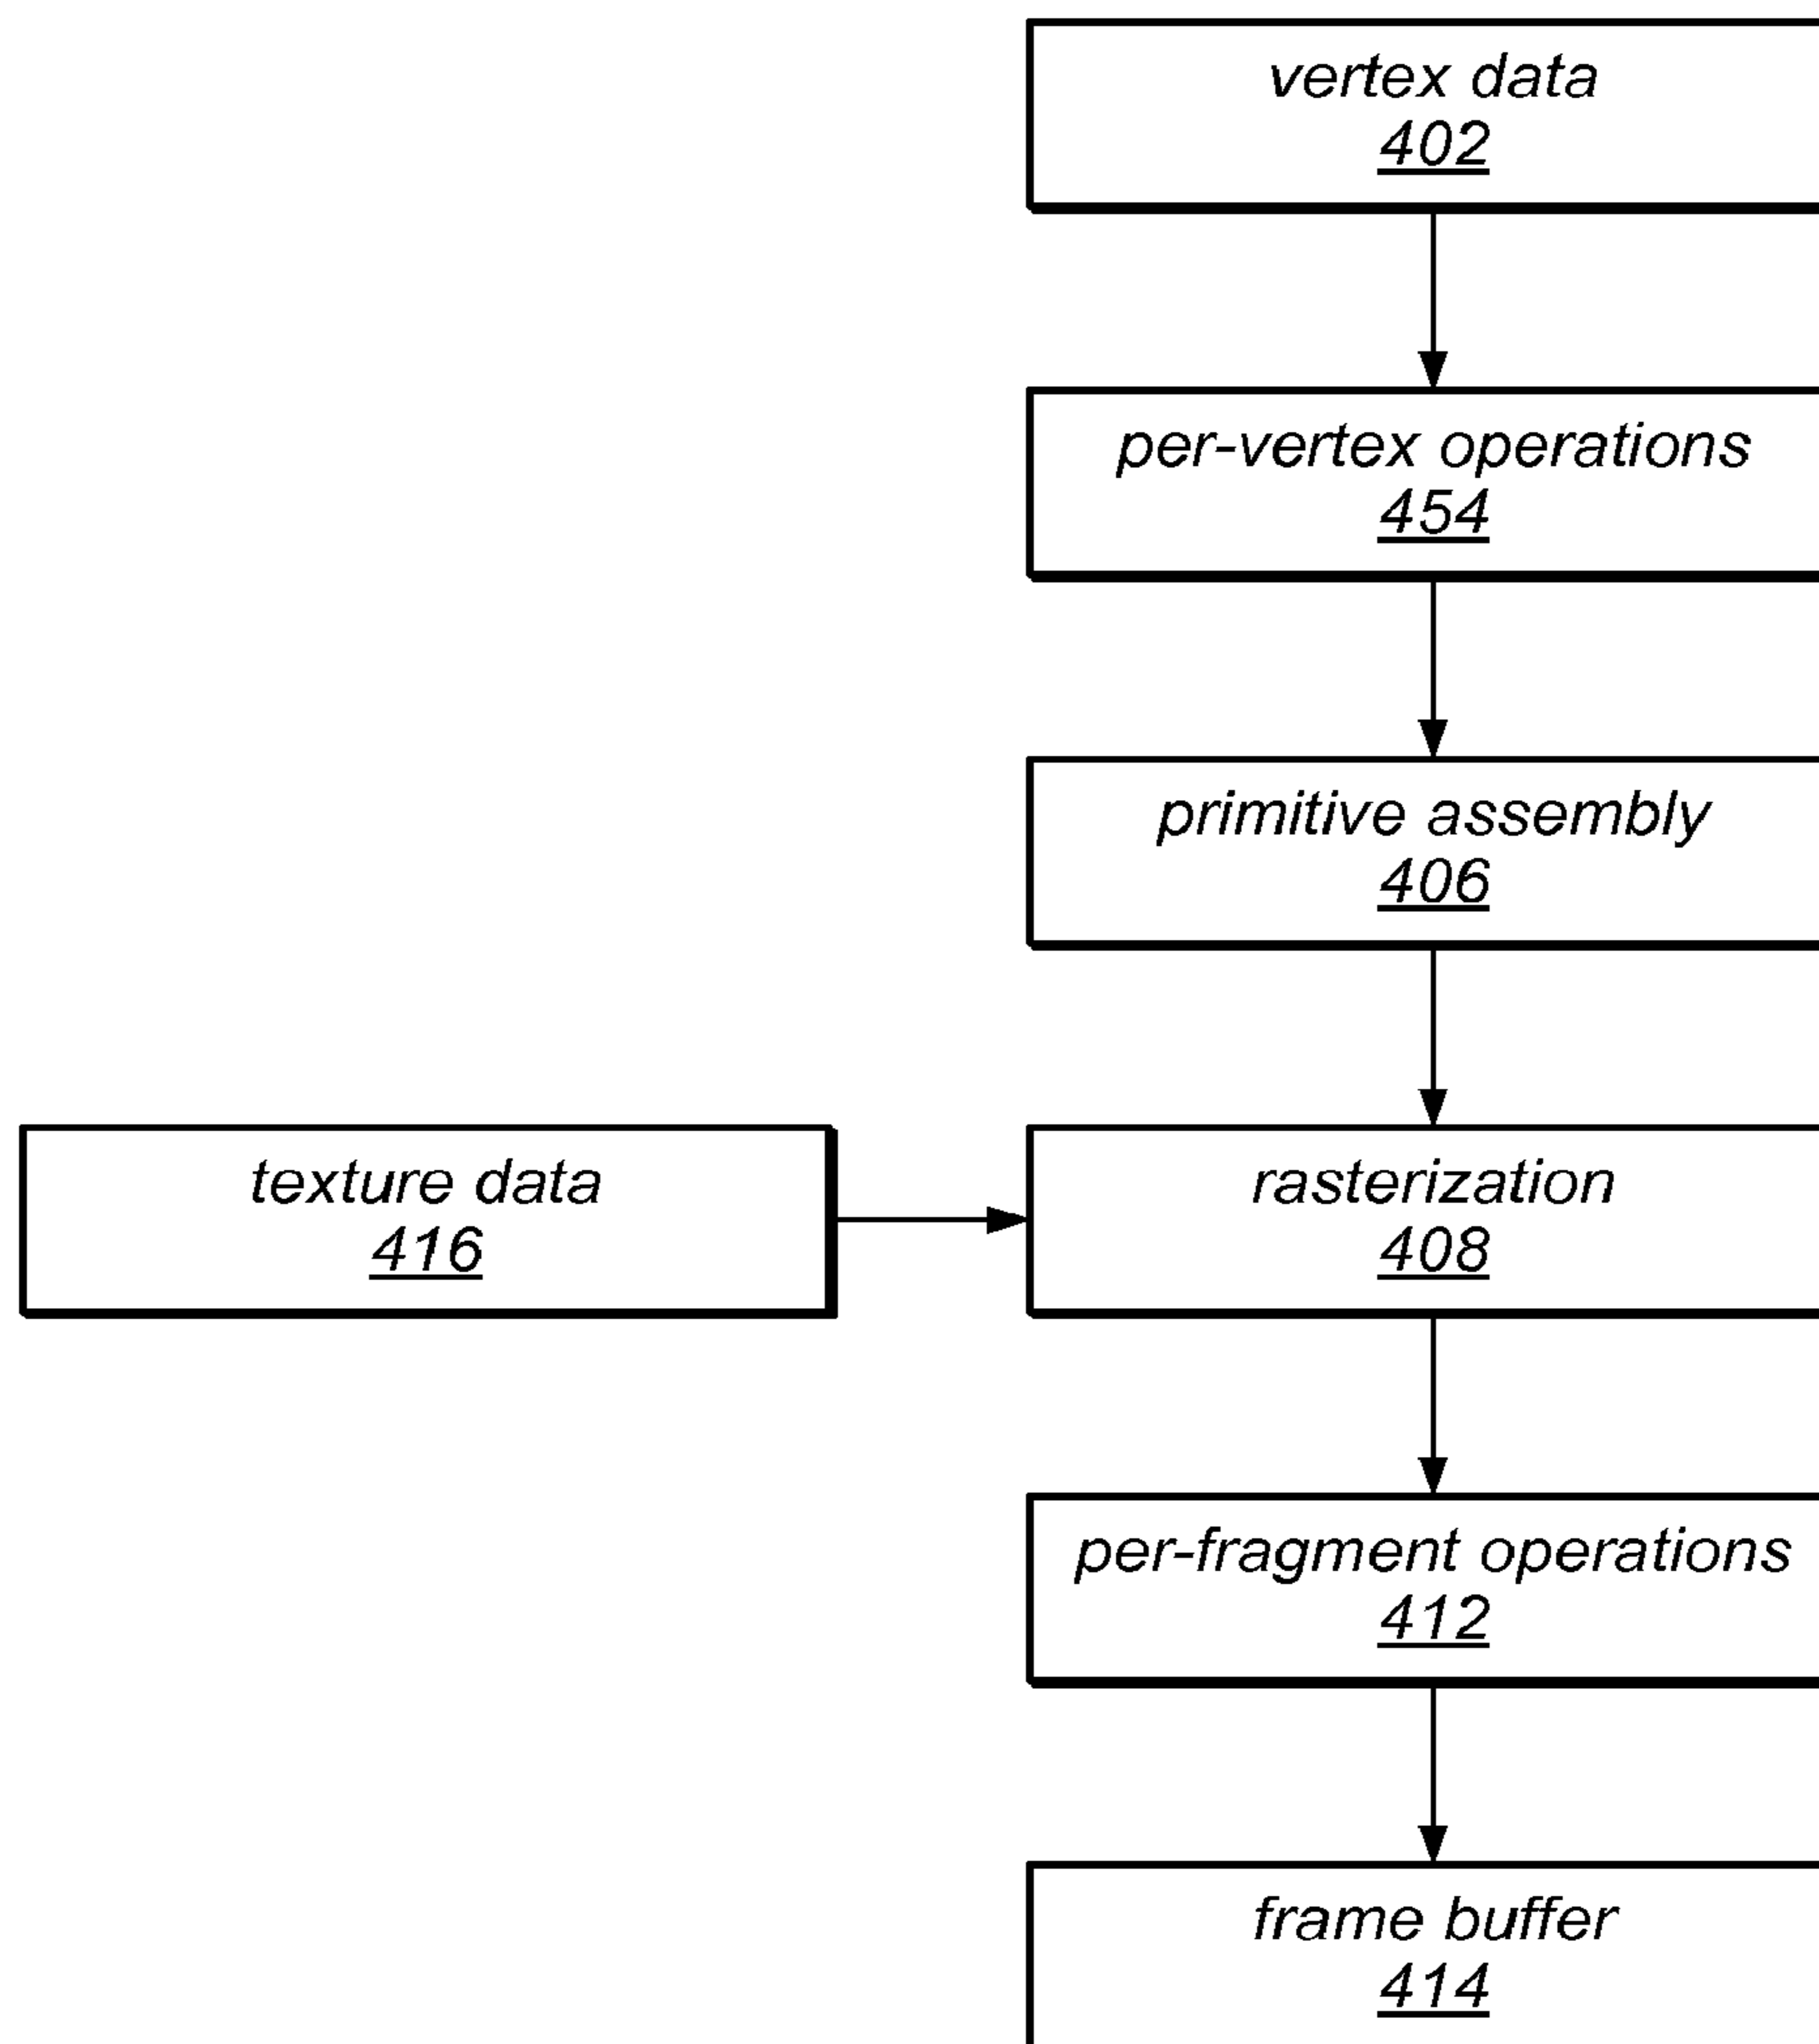 vertex data
402
per-vertex operations
454
primitive assembly
406
texture data
416
rasterization
408
per-fragment operations
412
frame buffer
414